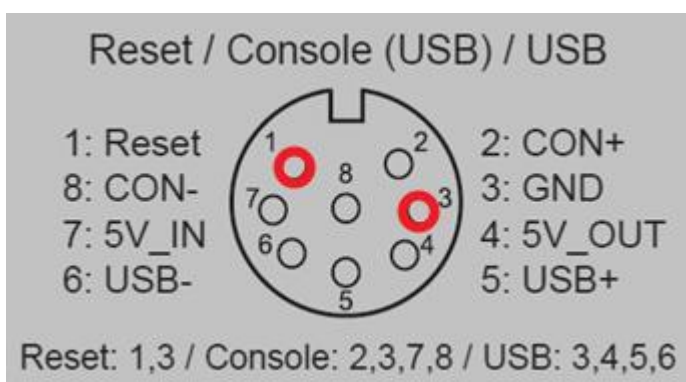 Reset / Console (USB) / USB
1: Reset
8: CON-
7: 5V_IN
6: USB-
1
2
8
7
3
6
4
5
2: CON+
3: GND
4: 5V_OUT
5: USB+
Reset: 1,3 / Console: 2,3,7,8 / USB: 3,4,5,6